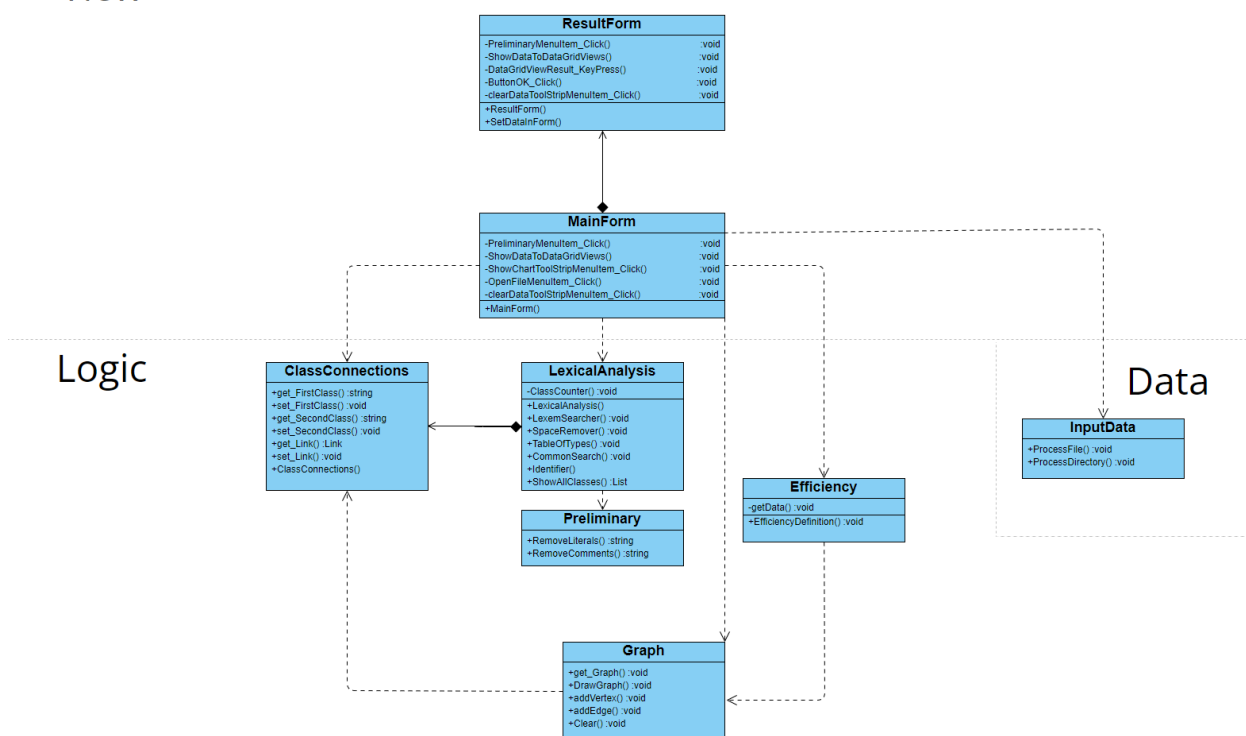 ResultForm
-PreliminaryMenuItem_Click() :void
-ShowDataToDataGridViews() :void
-DataGridViewResult_KeyPress() :void
-ButtonOK_Click() :void
-clearDataToolStripMenuItem_Click() :void
+ResultForm()
+SetDataInForm()
MainForm
-PreliminaryMenuItem_Click() :void
-ShowDataToDataGridViews() :void
-ShowChartToolStripMenuItem_Click() :void
-OpenFileMenuItem_Click() :void
-clearDataToolStripMenuItem_Click() :void
+MainForm()
Logic
ClassConnections
+get_FirstClass() :string
+set_FirstClass() :void
+get_SecondClass() :string
+set_SecondClass() :void
+get_Link() :Link
+set_Link() :void
+ClassConnections()
LexicalAnalysis
-ClassCounter() :void
+LexicalAnalysis()
+LexemSearcher() :void
+SpaceRemover() :void
+TableOfTypes() :void
+CommonSearch() :void
+Identifier()
+ShowAllClasses() :List
Data
InputData
+ProcessFile() :void
+ProcessDirectory() :void
Efficiency
-getData() :void
+EfficiencyDefinition() :void
Preliminary
+RemoveLiterals() :string
+RemoveComments() :string
Graph
+get_Graph() :void
+DrawGraph() :void
+addVertex() :void
+addEdge() :void
+Clear() :void